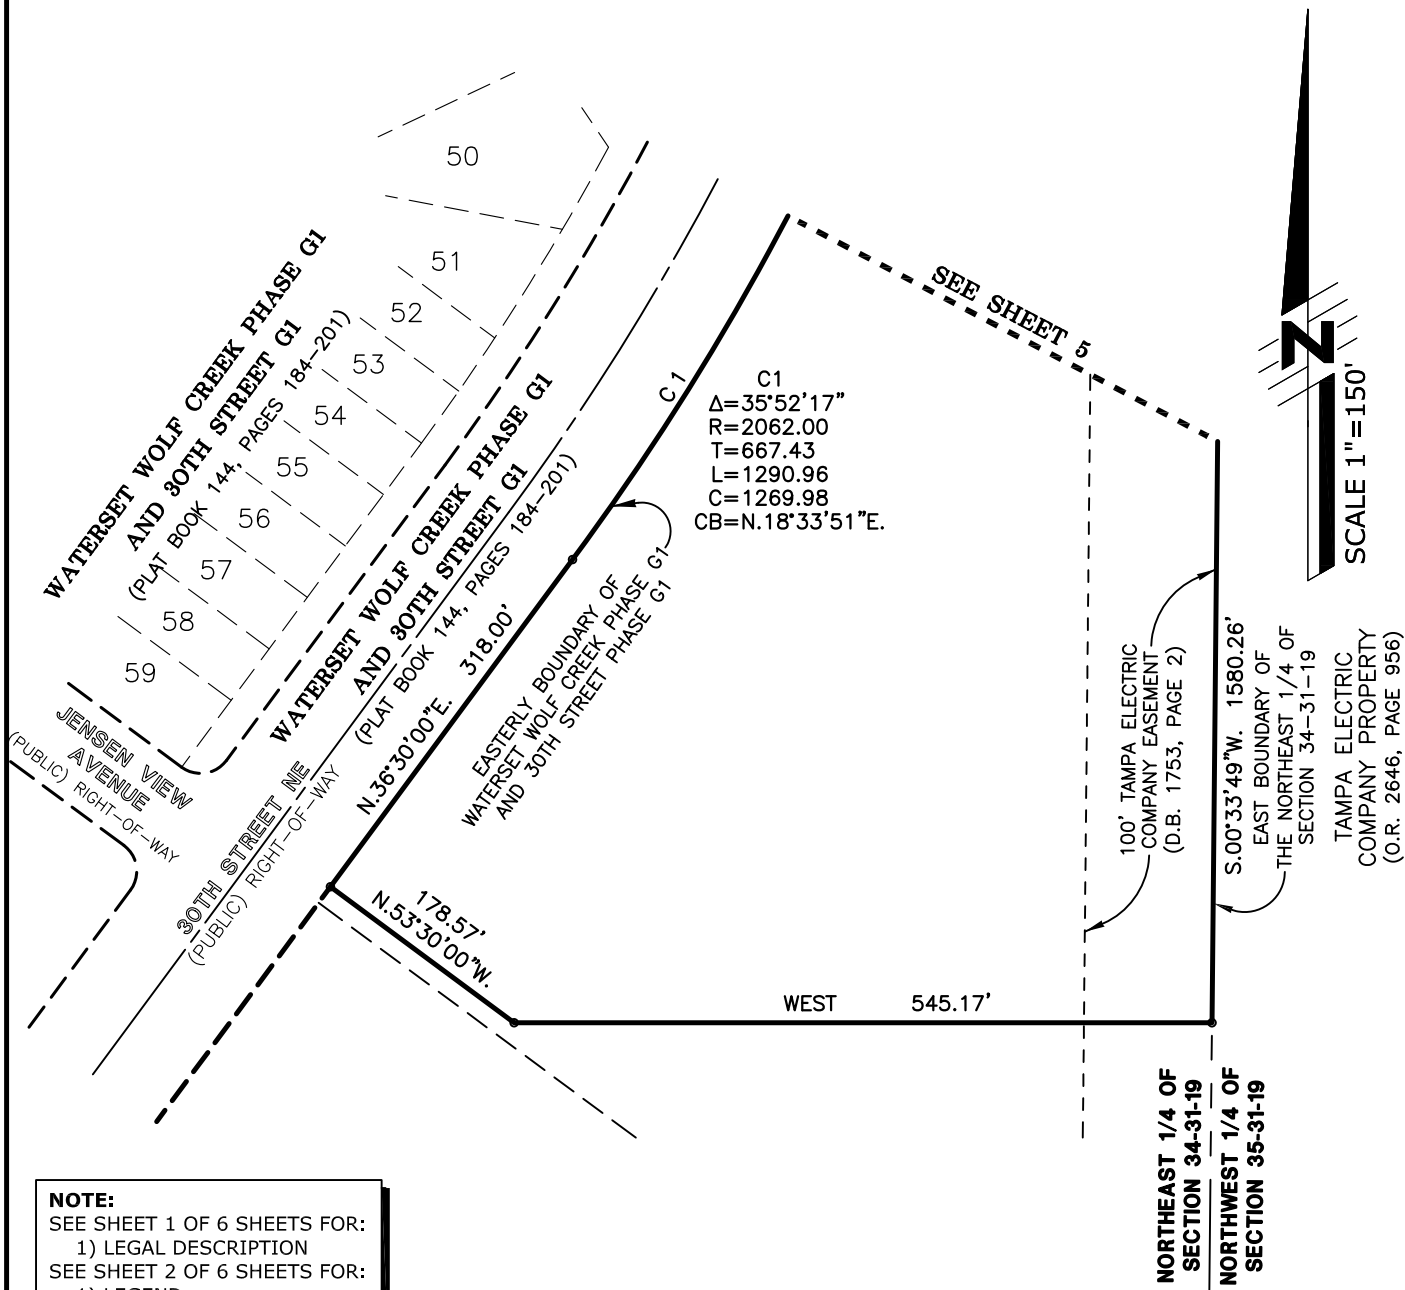 50
51
52
53
54
55
56
57
58
59
WATERSET WOLF CREEK PHASE G1
AND 30TH STREET G1
(PLAT BOOK 144, PAGES 184-201)
WATERSET WOLF CREEK PHASE G1
AND 30TH STREET G1
(PLAT BOOK 144, PAGES 184-201)
JENSEN VIEW
AVENUE
(PUBLIC) RIGHT-OF-WAY
30TH STREET NE
(PUBLIC) RIGHT-OF-WAY
N.36°30'00"E. 318.00'
C1
C1
Δ=35°52'17"
R=2062.00
T=667.43
L=1290.96
C=1269.98
CB=N.18°33'51"E.
SEE SHEET 5
EASTERLY BOUNDARY OF
WATERSET WOLF CREEK PHASE G1
AND 30TH STREET PHASE G1
178.57'
N.53°30'00"W.
WEST 545.17'
100' TAMPA ELECTRIC
COMPANY EASEMENT
(D.B. 1753, PAGE 2)
S.00°33'49"W. 1580.26'
EAST BOUNDARY OF
THE NORTHEAST 1/4 OF
SECTION 34-31-19
TAMPA ELECTRIC
COMPANY PROPERTY
(O.R. 2646, PAGE 956)
N
SCALE 1"=150'
NORTHEAST 1/4 OF
SECTION 34-31-19
NORTHWEST 1/4 OF
SECTION 35-31-19
NOTE:
SEE SHEET 1 OF 6 SHEETS FOR:
1) LEGAL DESCRIPTION
SEE SHEET 2 OF 6 SHEETS FOR:
1) LEGEND